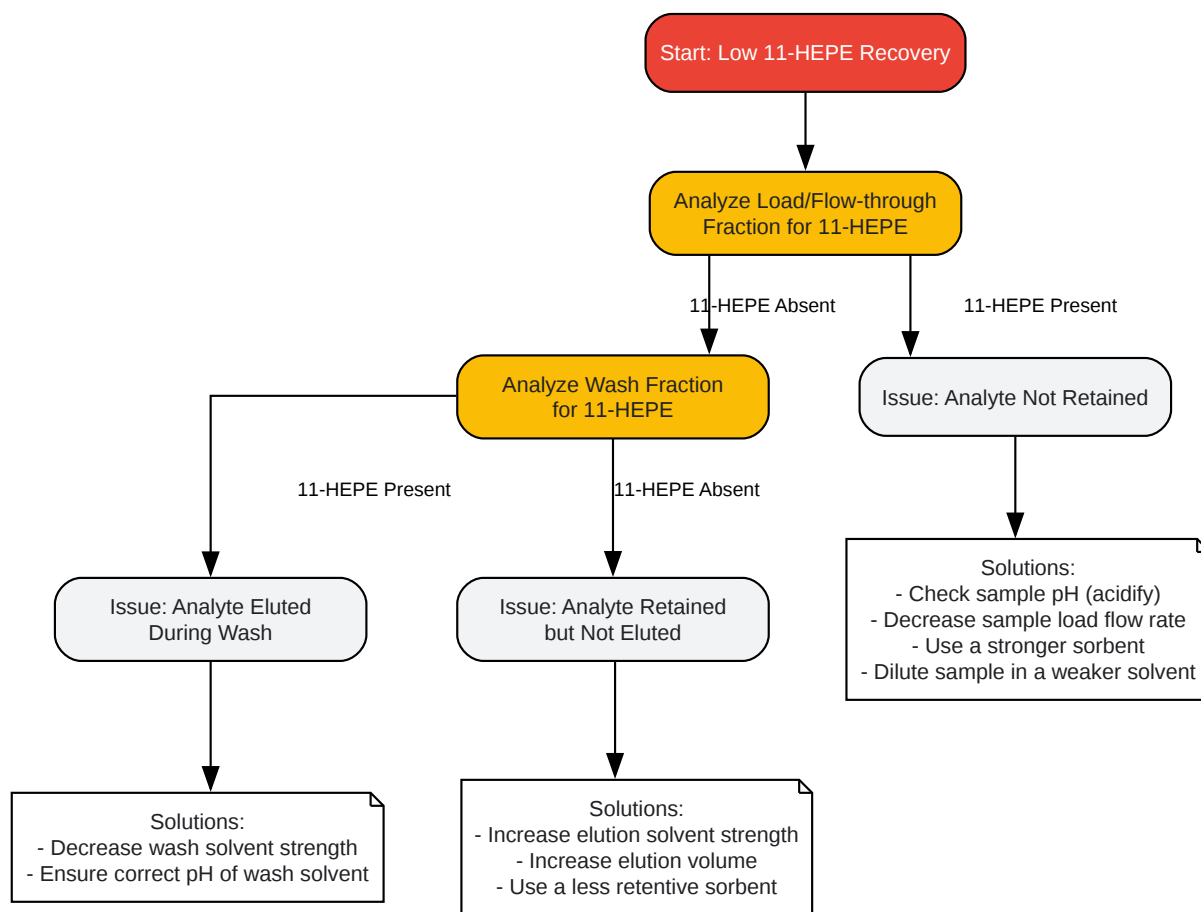 Start: Low 11-HEPE Recovery
Analyze Load/Flow-through
Fraction for 11-HEPE
11-HEPE Absent
11-HEPE Present
Analyze Wash Fraction
for 11-HEPE
Issue: Analyte Not Retained
11-HEPE Present
11-HEPE Absent
Issue: Analyte Eluted
During Wash
Issue: Analyte Retained
but Not Eluted
Solutions:
- Check sample pH (acidify)
- Decrease sample load flow rate
- Use a stronger sorbent
- Dilute sample in a weaker solvent
Solutions:
- Decrease wash solvent strength
- Ensure correct pH of wash solvent
Solutions:
- Increase elution solvent strength
- Increase elution volume
- Use a less retentive sorbent